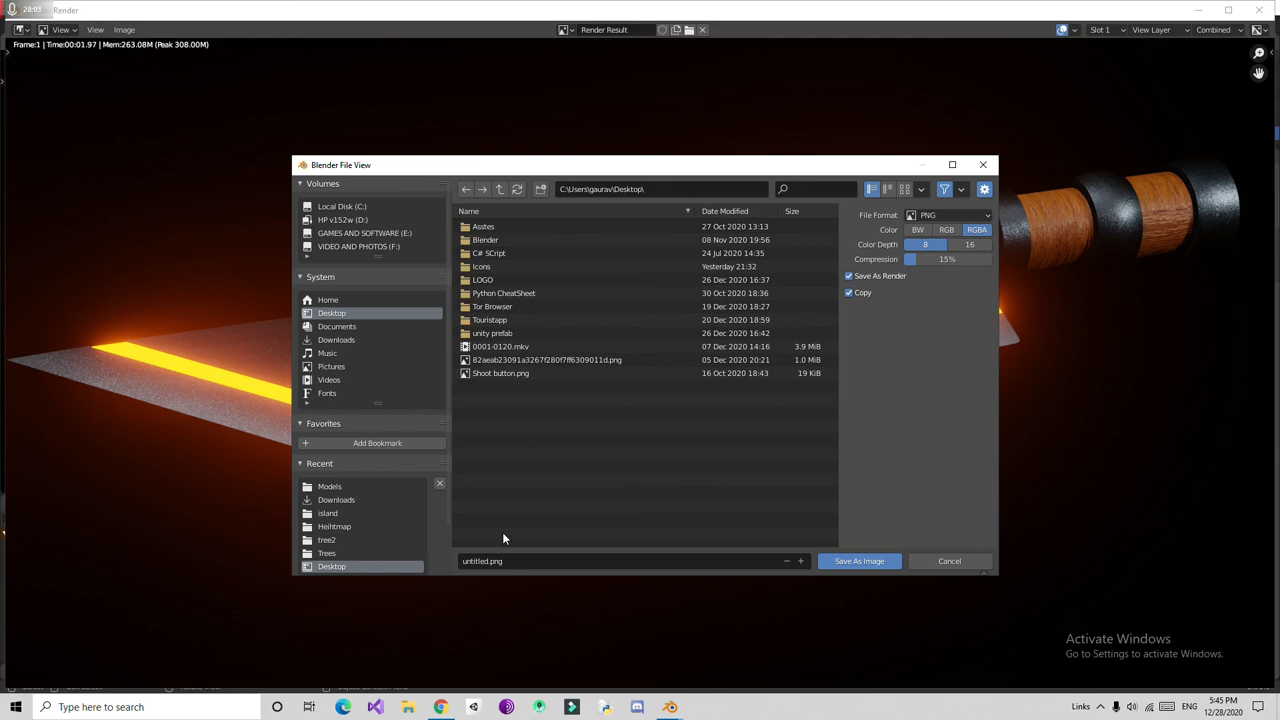 28:03
Blender Render
View
View
Image
Render Result
Slot 1
View Layer
Combined
Frame:1 | Time:00:01.97 | Mem:263.08M (Peak 308.00M)
Blender File View
Volumes
Local Disk (C:)
HP v152w (D:)
GAMES AND SOFTWARE (E:)
VIDEO AND PHOTOS (F:)
System
Home
Desktop
Documents
Downloads
Music
Pictures
Videos
Fonts
Favorites
Add Bookmark
Recent
Models
Downloads
island
Heihtmap
tree2
Trees
Desktop
C:\Users\gaurav\Desktop\
Name Date Modified Size
Asstes 27 Oct 2020 13:13
Blender 08 Nov 2020 19:56
C# SCript 24 Jul 2020 14:35
Icons Yesterday 21:32
LOGO 26 Dec 2020 16:37
Python CheatSheet 30 Oct 2020 18:36
Tor Browser 19 Dec 2020 18:27
Touristapp 20 Dec 2020 18:59
unity prefab 26 Dec 2020 16:42
0001-0120.mkv 07 Dec 2020 14:16 3.9 MiB
82aeab23091a3267f280f7ff6309011d.png 05 Dec 2020 20:21 1.0 MiB
Shoot button.png 16 Oct 2020 18:43 19 KiB
File Format PNG
Color BW RGB RGBA
Color Depth 8 16
Compression 15%
Save As Render
Copy
untitled.png
Save As Image
Cancel
Activate Windows
Go to Settings to activate Windows.
Type here to search
Links
ENG
5:45 PM
12/28/2020